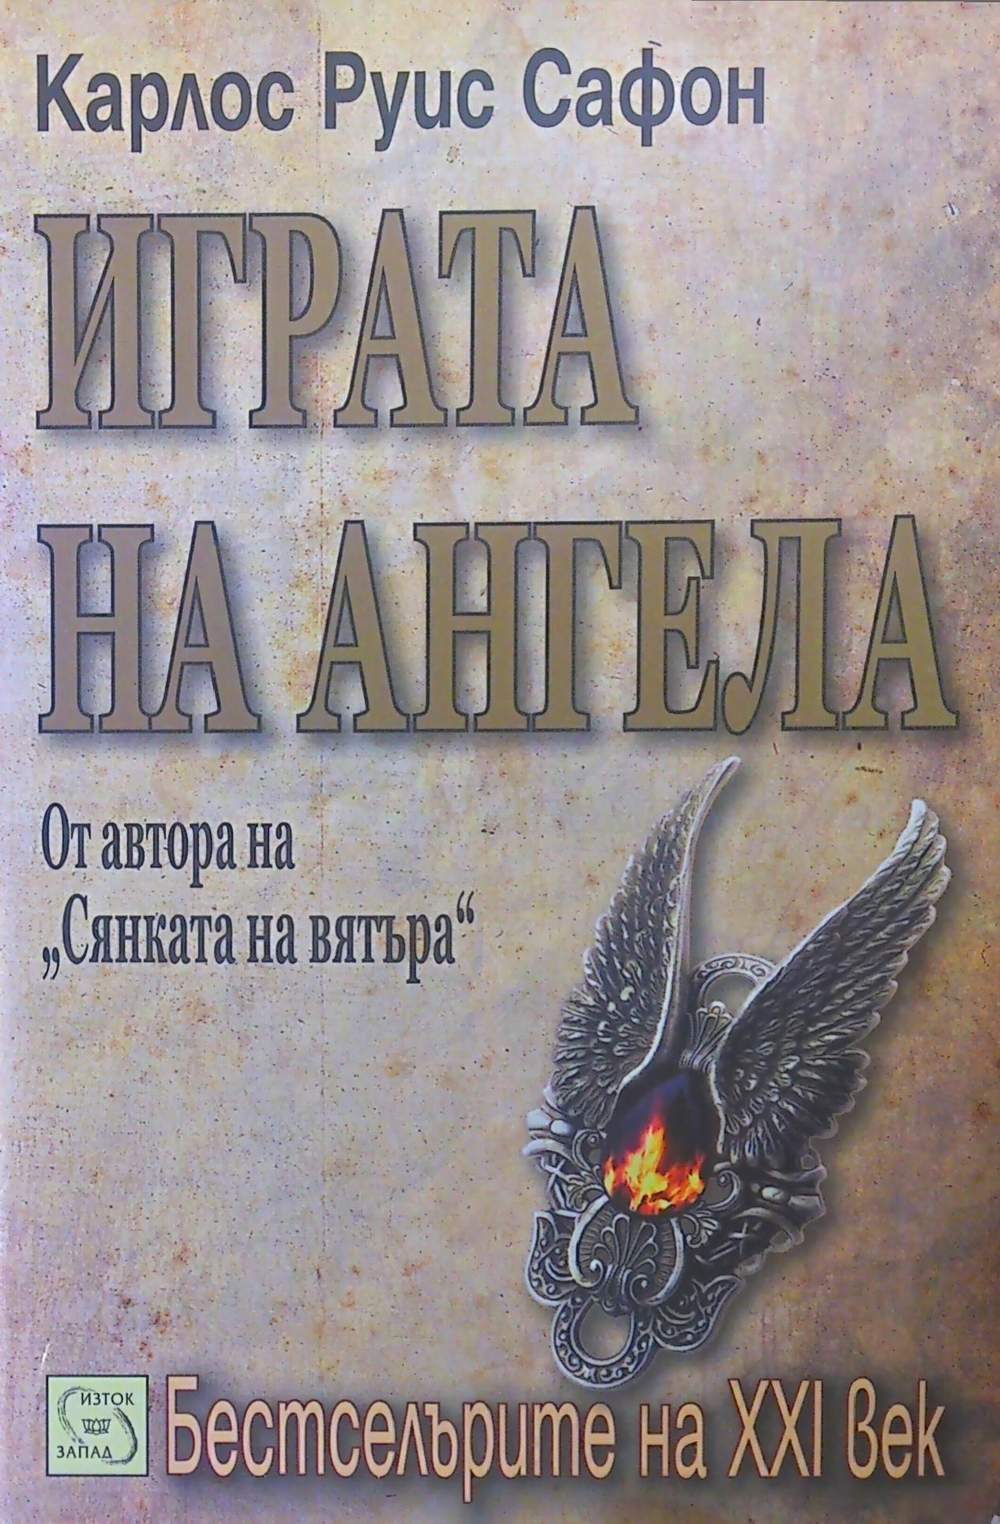 Карлос Руис Сафон
ИГРАТА
НА АНГЕЛА
От автора на
„Сянката на вятъра“
ИЗТОК
ЗАПАД
Бестселърите на XXI век